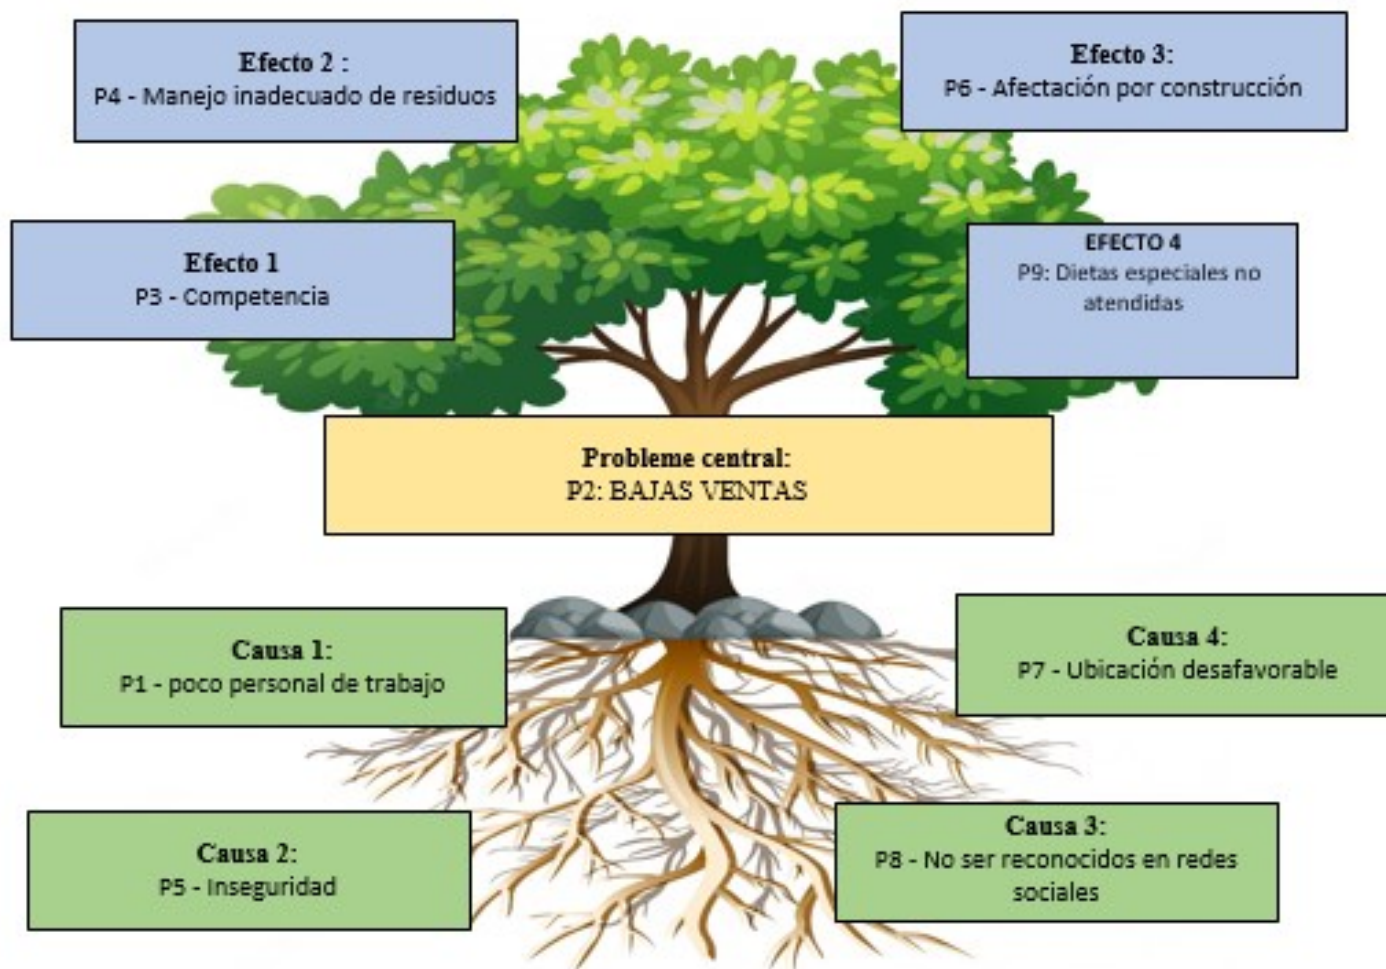 Efecto 2 :
P4 - Manejo inadecuado de residuos
Efecto 3:
P6 - Afectación por construcción
Efecto 1
P3 - Competencia
EFECTO 4
P9: Dietas especiales no
atendidas
Probleme central:
P2: BAJAS VENTAS
Causa 1:
P1 - poco personal de trabajo
Causa 4:
P7 - Ubicación desafavorable
Causa 2:
P5 - Inseguridad
Causa 3:
P8 - No ser reconocidos en redes
sociales